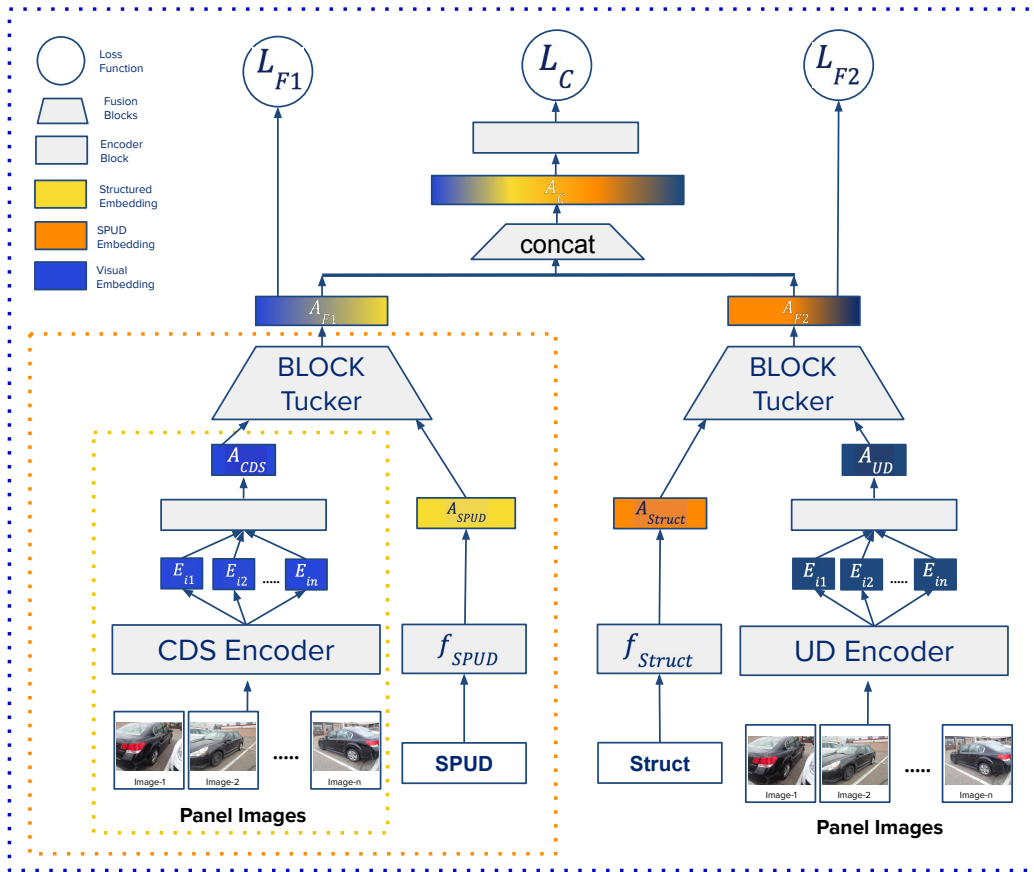 Loss
Function
Fusion
Blocks
Encoder
Block
Structured
Embedding
SPUD
Embedding
Visual
Embedding
L_F1
L_C
L_F2
A_C
concat
A_F1
A_F2
BLOCK
Tucker
BLOCK
Tucker
A_CDS
A_UD
A_SPUD
A_Struct
E_i1 E_i2 ..... E_in
E_i1 E_i2 ..... E_in
CDS Encoder
f_SPUD
f_Struct
UD Encoder
Image-1 Image-2 ..... Image-n
Panel Images
SPUD
Struct
Image-1 Image-2 ..... Image-n
Panel Images